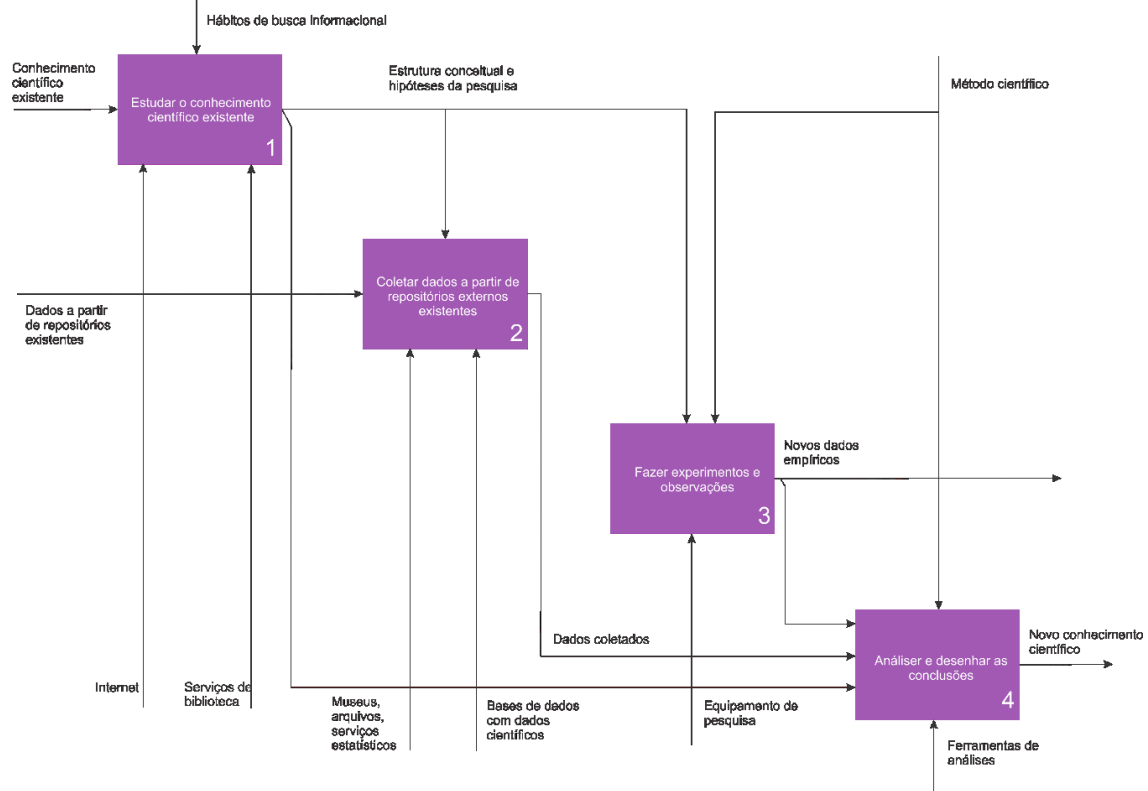 Hábitos de busca informacional
Conhecimento
científico
existente
Estudar o conhecimento
científico existente
1
Estrutura conceitual e
hipóteses da pesquisa
Método científico
Coletar dados a partir de
repositórios externos
existentes
2
Dados a partir
de repositórios
existentes
Fazer experimentos e
observações
3
Novos dados
empíricos
Dados coletados
Análiser e desenhar as
conclusões
4
Novo conhecimento
científico
Internet
Serviços de
biblioteca
Museus,
arquivos,
serviços
estatísticos
Bases de dados
com dados
científicos
Equipamento de
pesquisa
Ferramentas de
análises